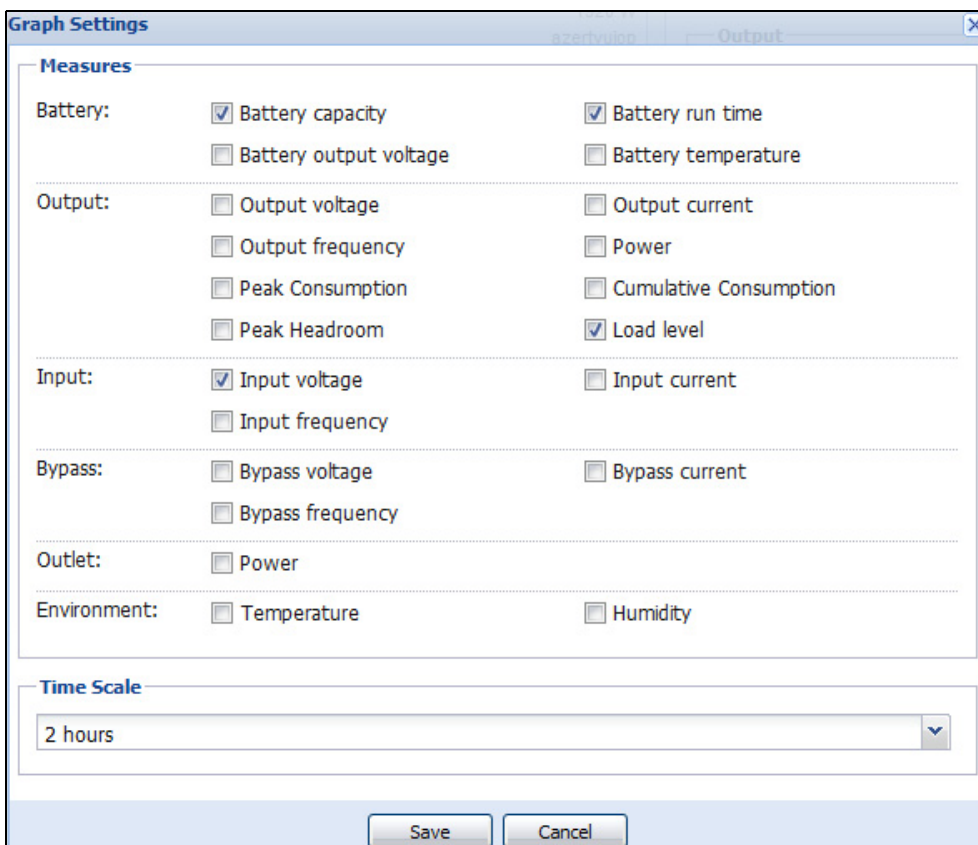 Graph Settings
Output
Measures
Battery: Battery capacity Battery run time
Battery output voltage Battery temperature
Output: Output voltage Output current
Output frequency Power
Peak Consumption Cumulative Consumption
Peak Headroom Load level
Input: Input voltage Input current
Input frequency
Bypass: Bypass voltage Bypass current
Bypass frequency
Outlet: Power
Environment: Temperature Humidity
Time Scale
2 hours
Save Cancel